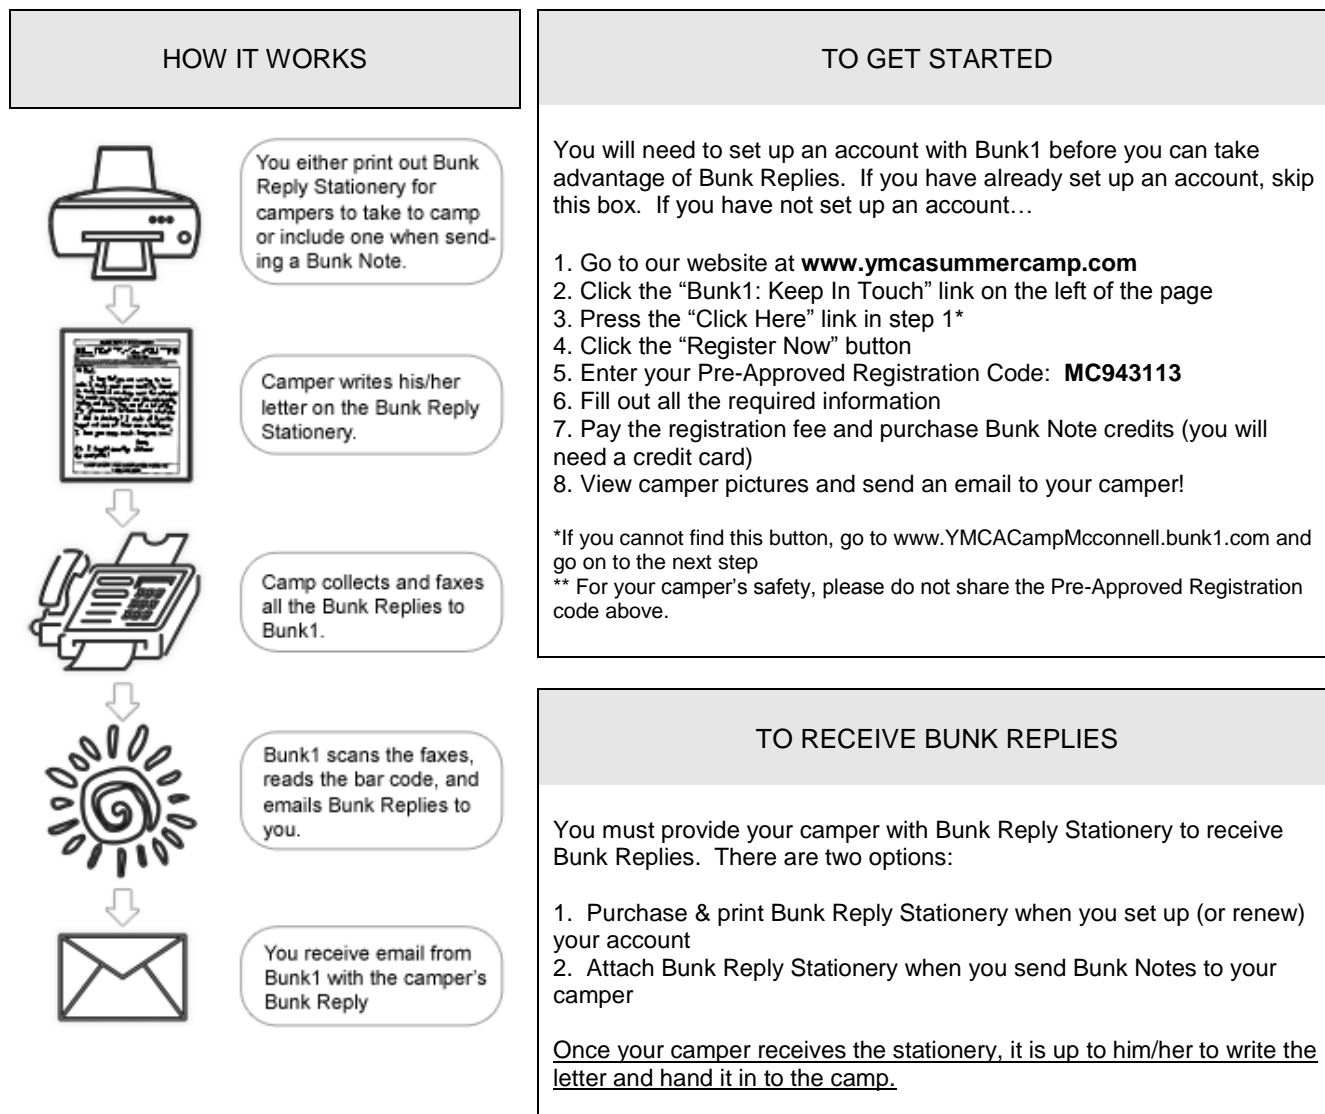 HOW IT WORKS
You either print out Bunk
Reply Stationery for
campers to take to camp
or include one when send-
ing a Bunk Note.
Camper writes his/her
letter on the Bunk Reply
Stationery.
Camp collects and faxes
all the Bunk Replies to
Bunk1.
Bunk1 scans the faxes,
reads the bar code, and
emails Bunk Replies to
you.
You receive email from
Bunk1 with the camper's
Bunk Reply
TO GET STARTED
You will need to set up an account with Bunk1 before you can take
advantage of Bunk Replies.  If you have already set up an account, skip
this box.  If you have not set up an account…
1. Go to our website at www.ymcasummercamp.com
2. Click the “Bunk1: Keep In Touch” link on the left of the page
3. Press the “Click Here” link in step 1*
4. Click the “Register Now” button
5. Enter your Pre-Approved Registration Code:  MC943113
6. Fill out all the required information
7. Pay the registration fee and purchase Bunk Note credits (you will
need a credit card)
8. View camper pictures and send an email to your camper!
*If you cannot find this button, go to www.YMCACampMcconnell.bunk1.com and
go on to the next step
** For your camper’s safety, please do not share the Pre-Approved Registration
code above.
TO RECEIVE BUNK REPLIES
You must provide your camper with Bunk Reply Stationery to receive
Bunk Replies.  There are two options:
1.  Purchase & print Bunk Reply Stationery when you set up (or renew)
your account
2.  Attach Bunk Reply Stationery when you send Bunk Notes to your
camper
Once your camper receives the stationery, it is up to him/her to write the
letter and hand it in to the camp.